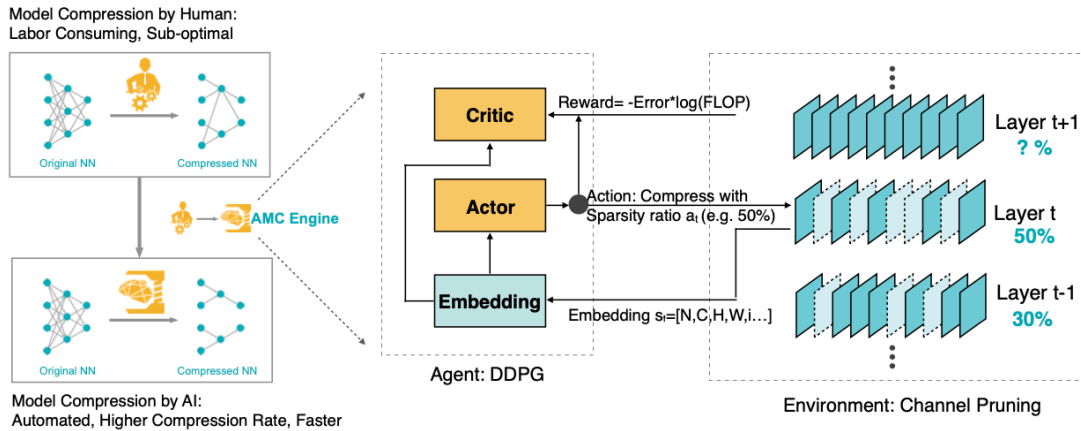 Model Compression by Human:
Labor Consuming, Sub-optimal
Original NN
Compressed NN
AMC Engine
Original NN
Compressed NN
Model Compression by AI:
Automated, Higher Compression Rate, Faster
Critic
Actor
Embedding
Agent: DDPG
Reward= -Error*log(FLOP)
Action: Compress with
Sparsity ratio at (e.g. 50%)
Embedding st=[N,C,H,W,i…]
Layer t+1
? %
Layer t
50%
Layer t-1
30%
Environment: Channel Pruning